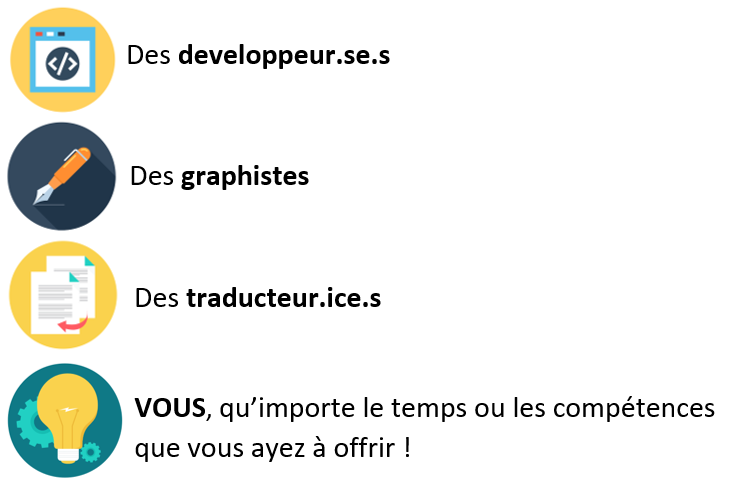 Des developpeur.se.s
Des graphistes
Des traducteur.ice.s
VOUS, qu’importe le temps ou les compétences
que vous ayez à offrir !